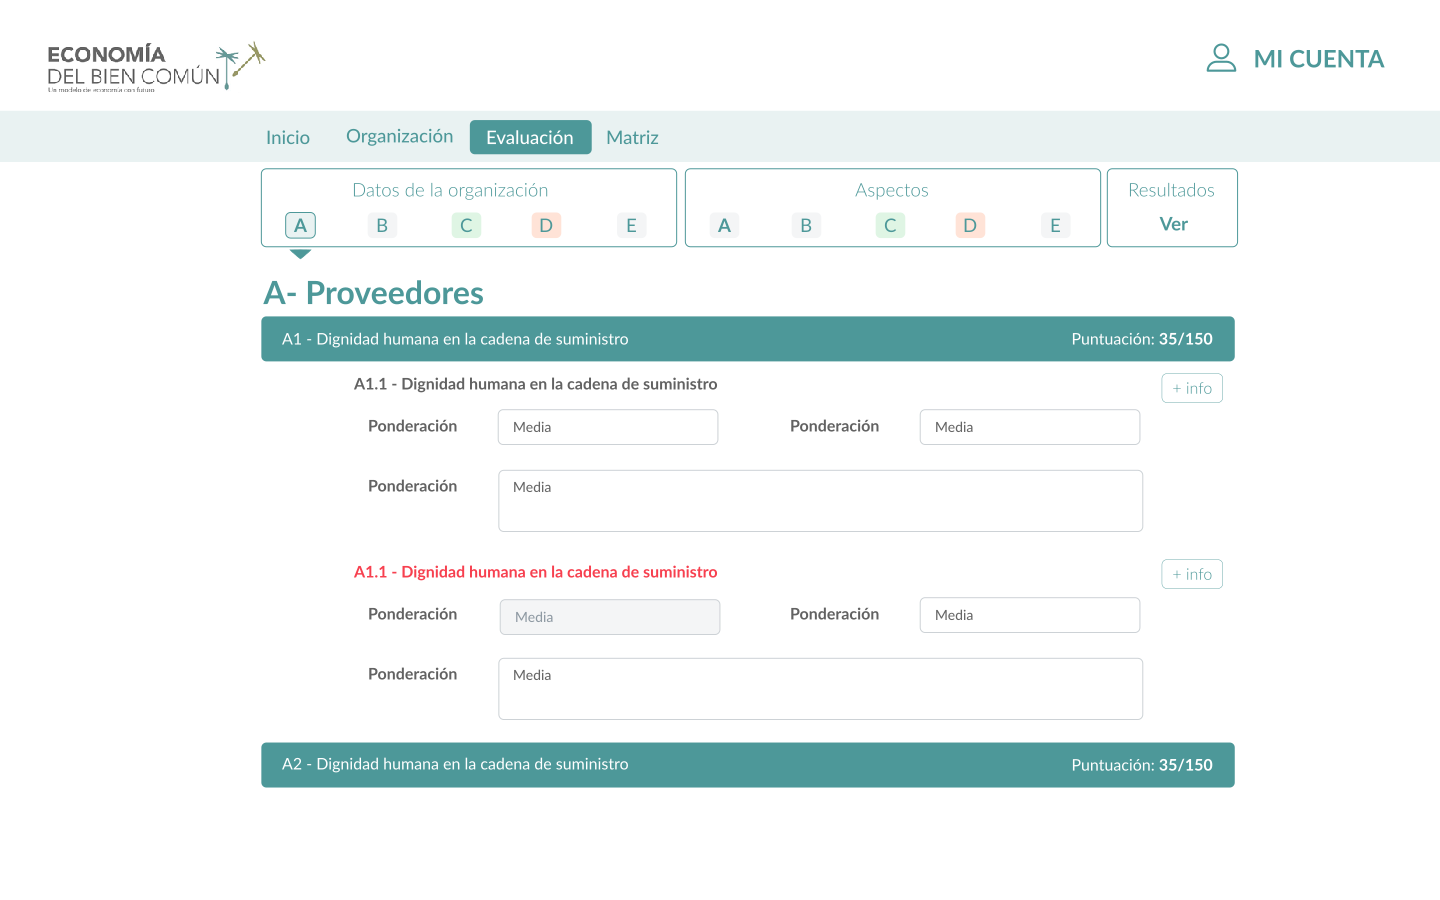 ECONOMÍA
DEL BIEN COMÚN
Un modelo de economía con futuro
MI CUENTA
Inicio Organización Evaluación Matriz
Datos de la organización
A B C D E
Aspectos
A B C D E
Resultados
Ver
A- Proveedores
A1 - Dignidad humana en la cadena de suministro Puntuación: 35/150
A1.1 - Dignidad humana en la cadena de suministro + info
Ponderación Media Ponderación Media
Ponderación Media
A1.1 - Dignidad humana en la cadena de suministro + info
Ponderación Media Ponderación Media
Ponderación Media
A2 - Dignidad humana en la cadena de suministro Puntuación: 35/150